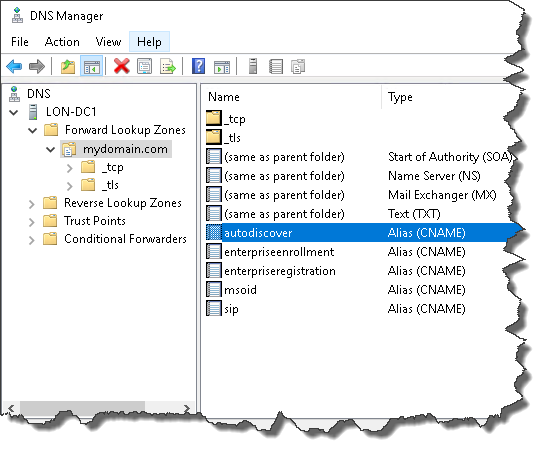 DNS Manager
File Action View Help
DNS
LON-DC1
Forward Lookup Zones
mydomain.com
_tcp
_tls
Reverse Lookup Zones
Trust Points
Conditional Forwarders
Name Type
_tcp
_tls
(same as parent folder) Start of Authority (SOA)
(same as parent folder) Name Server (NS)
(same as parent folder) Mail Exchanger (MX)
(same as parent folder) Text (TXT)
autodiscover Alias (CNAME)
enterpriseenrollment Alias (CNAME)
enterpriseregistration Alias (CNAME)
msoid Alias (CNAME)
sip Alias (CNAME)